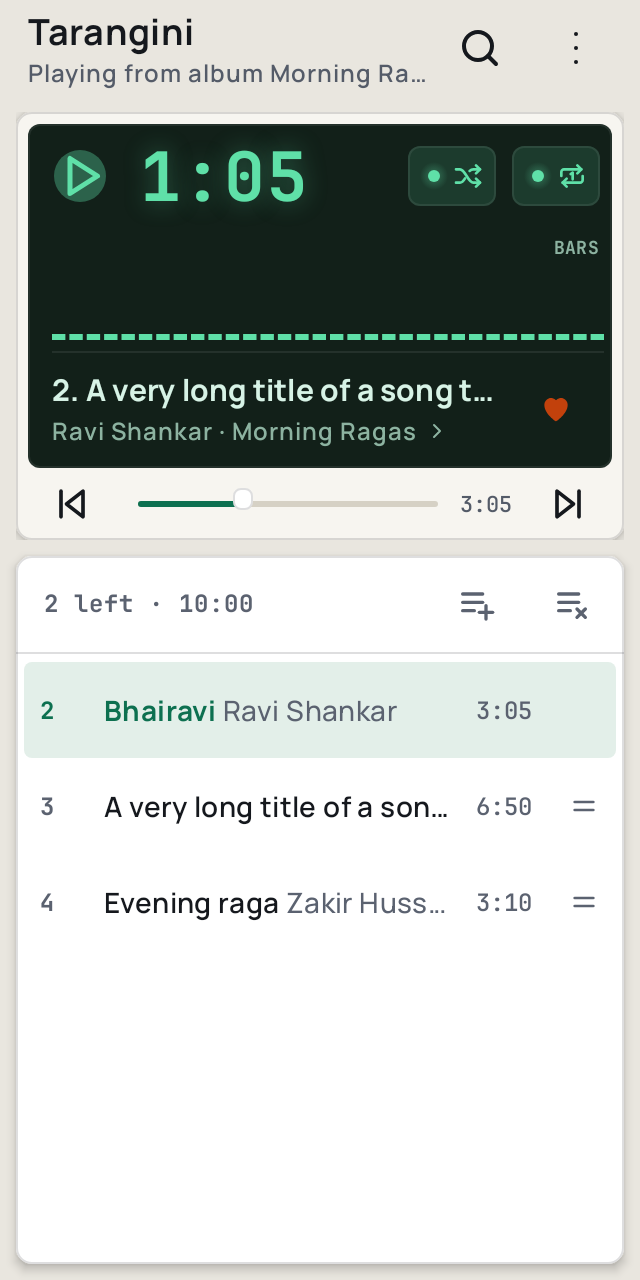 Tarangini
Playing from album Morning Ra…
1:05
BARS
2. A very long title of a song t…
Ravi Shankar · Morning Ragas
3:05
2 left · 10:00
2 Bhairavi Ravi Shankar 3:05
3 A very long title of a son… 6:50
4 Evening raga Zakir Huss… 3:10